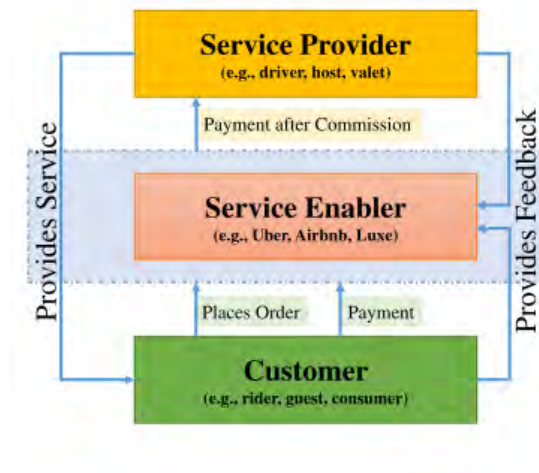 Service Provider
(e.g., driver, host, valet)
Payment after Commission
Provides Service
Provides Feedback
Service Enabler
(e.g., Uber, Airbnb, Luxe)
Places Order
Payment
Customer
(e.g., rider, guest, consumer)